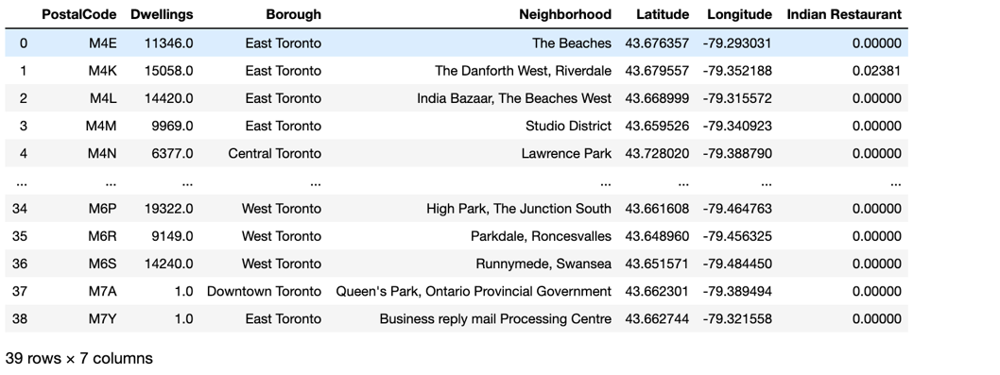 PostalCode Dwellings Borough Neighborhood Latitude Longitude Indian Restaurant
0 M4E 11346.0 East Toronto The Beaches 43.676357 -79.293031 0.00000
1 M4K 15058.0 East Toronto The Danforth West, Riverdale 43.679557 -79.352188 0.02381
2 M4L 14420.0 East Toronto India Bazaar, The Beaches West 43.668999 -79.315572 0.00000
3 M4M 9969.0 East Toronto Studio District 43.659526 -79.340923 0.00000
4 M4N 6377.0 Central Toronto Lawrence Park 43.728020 -79.388790 0.00000
... ... ... ... ... ... ... ...
34 M6P 19322.0 West Toronto High Park, The Junction South 43.661608 -79.464763 0.00000
35 M6R 9149.0 West Toronto Parkdale, Roncesvalles 43.648960 -79.456325 0.00000
36 M6S 14240.0 West Toronto Runnymede, Swansea 43.651571 -79.484450 0.00000
37 M7A 1.0 Downtown Toronto Queen's Park, Ontario Provincial Government 43.662301 -79.389494 0.00000
38 M7Y 1.0 East Toronto Business reply mail Processing Centre 43.662744 -79.321558 0.00000
39 rows × 7 columns